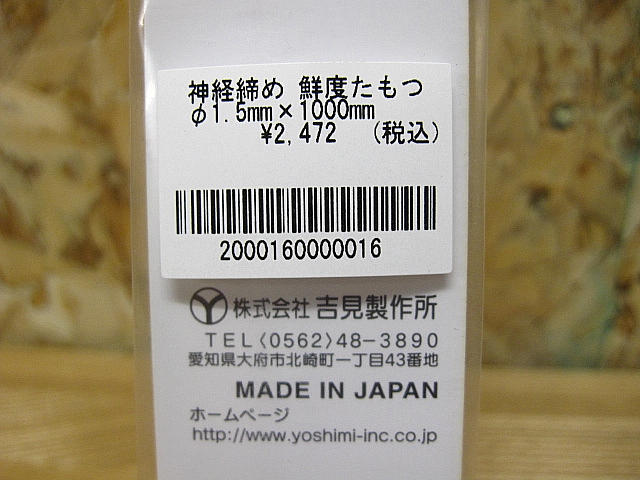 神経締め 鮮度たもつ
φ1.5mm×1000mm
¥2,472 (税込)
2000160000016
株式会社 吉見製作所
TEL〈0562〉48-3890
愛知県大府市北崎町一丁目43番地
MADE IN JAPAN
ホームページ
http://www.yoshimi-inc.co.jp